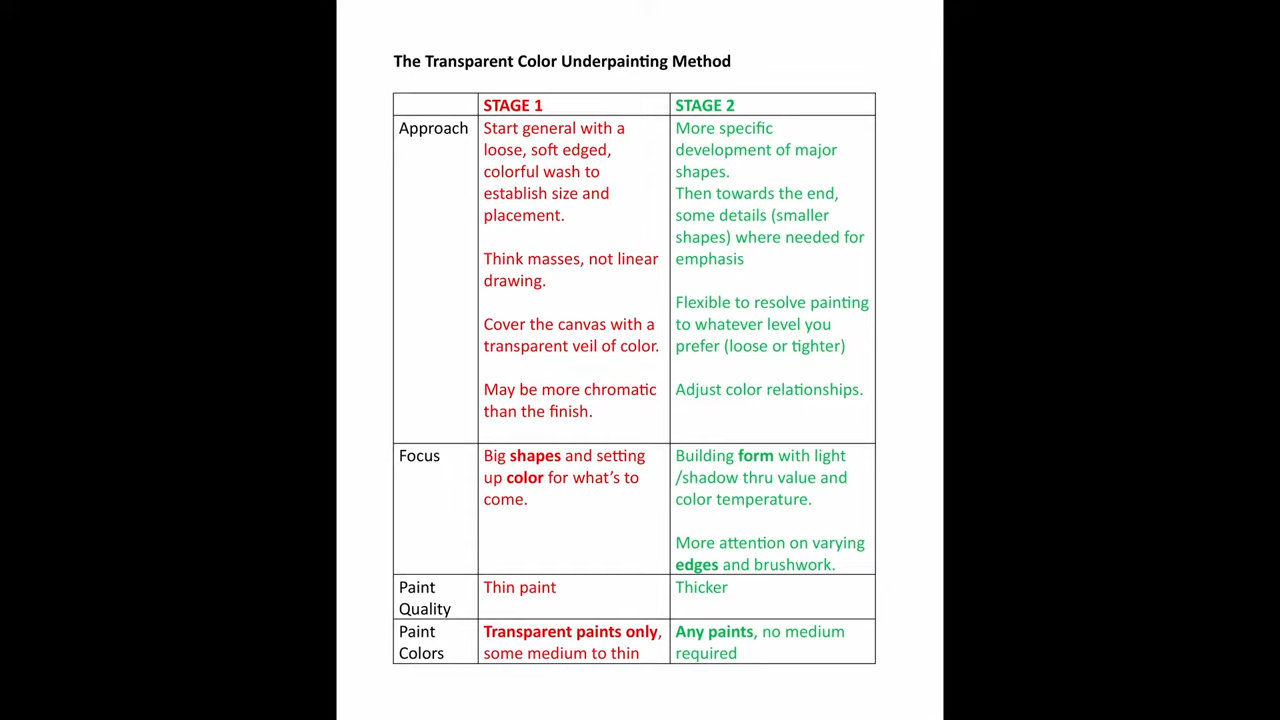 The Transparent Color Underpainting Method
STAGE 1
STAGE 2
Approach
Start general with a
loose, soft edged,
colorful wash to
establish size and
placement.
Think masses, not linear
drawing.
Cover the canvas with a
transparent veil of color.
May be more chromatic
than the finish.
More specific
development of major
shapes.
Then towards the end,
some details (smaller
shapes) where needed for
emphasis
Flexible to resolve painting
to whatever level you
prefer (loose or tighter)
Adjust color relationships.
Focus
Big shapes and setting
up color for what's to
come.
Building form with light
/shadow thru value and
color temperature.
More attention on varying
edges and brushwork.
Paint
Quality
Thin paint
Thicker
Paint
Colors
Transparent paints only,
some medium to thin
Any paints, no medium
required